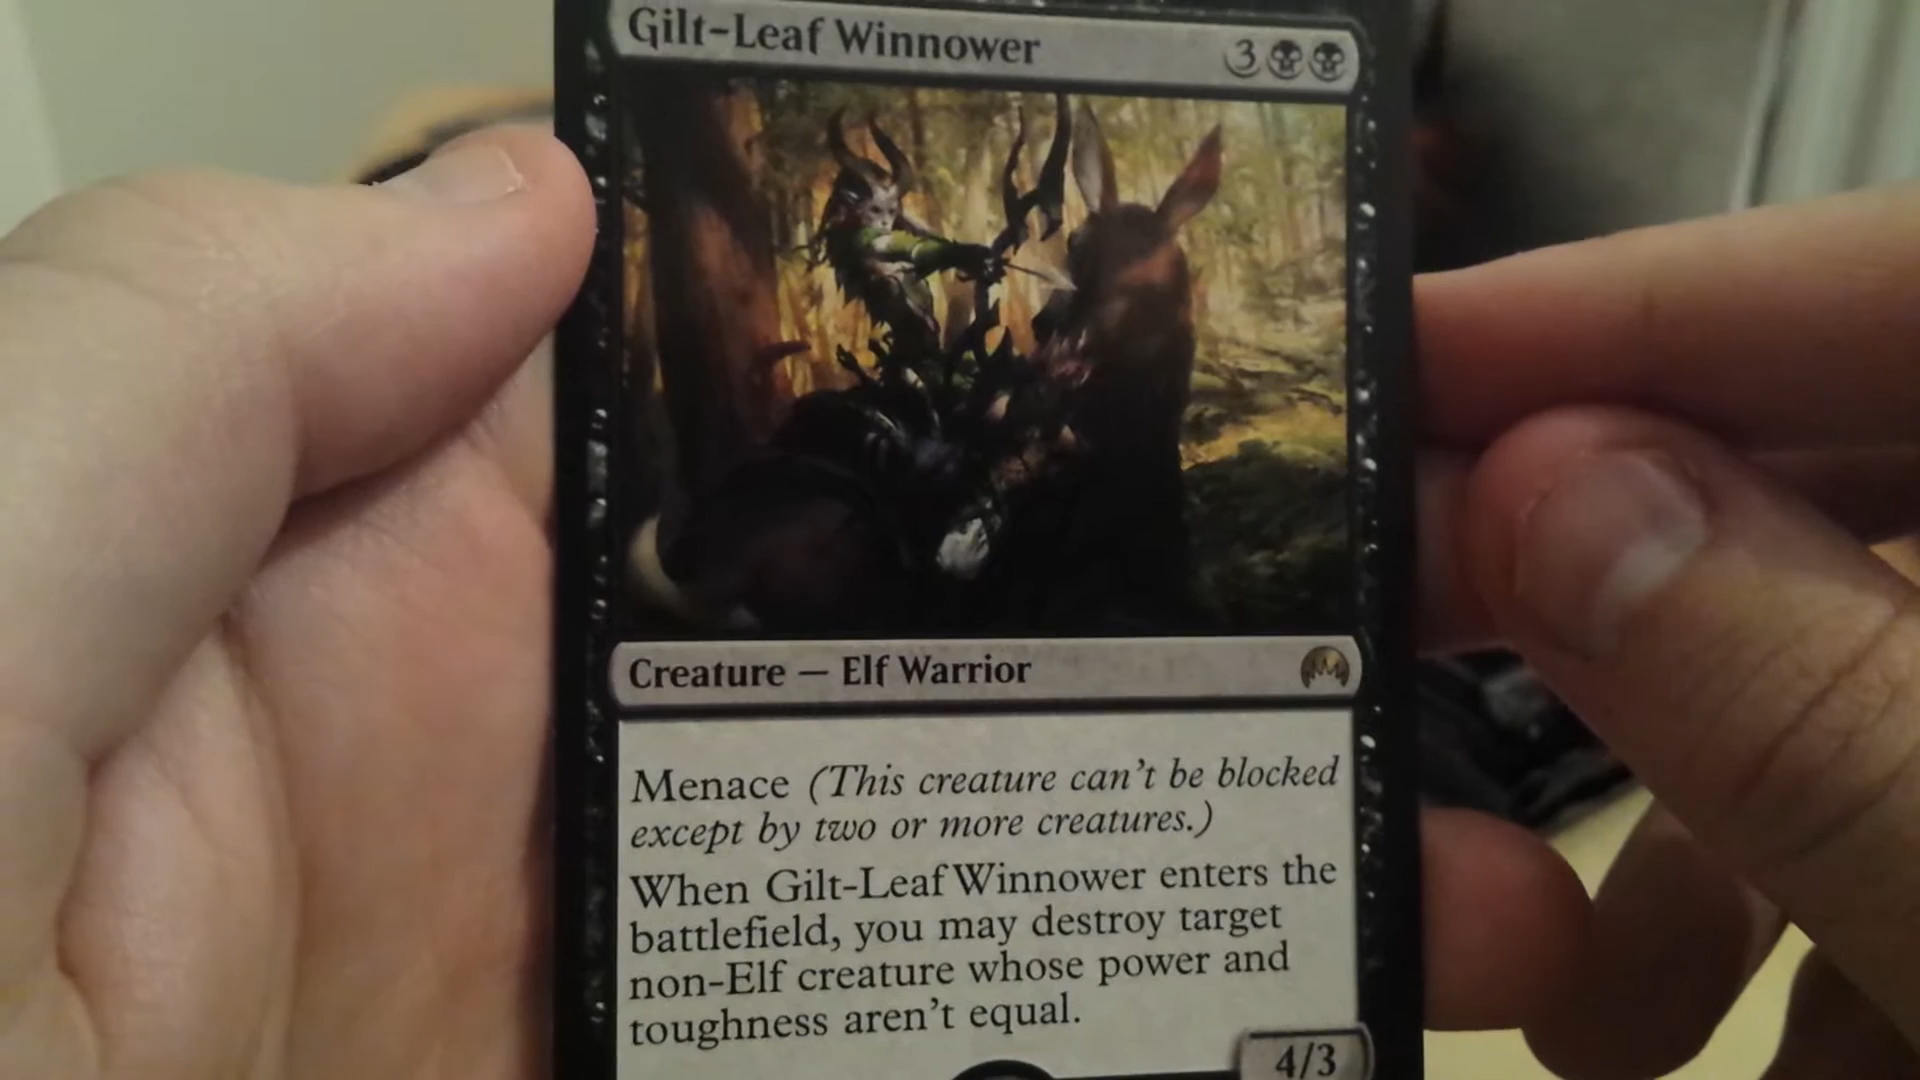 Gilt-Leaf Winnower 3
Creature — Elf Warrior
Menace (This creature can't be blocked
except by two or more creatures.)
When Gilt-Leaf Winnower enters the
battlefield, you may destroy target
non-Elf creature whose power and
toughness aren't equal.
4/3